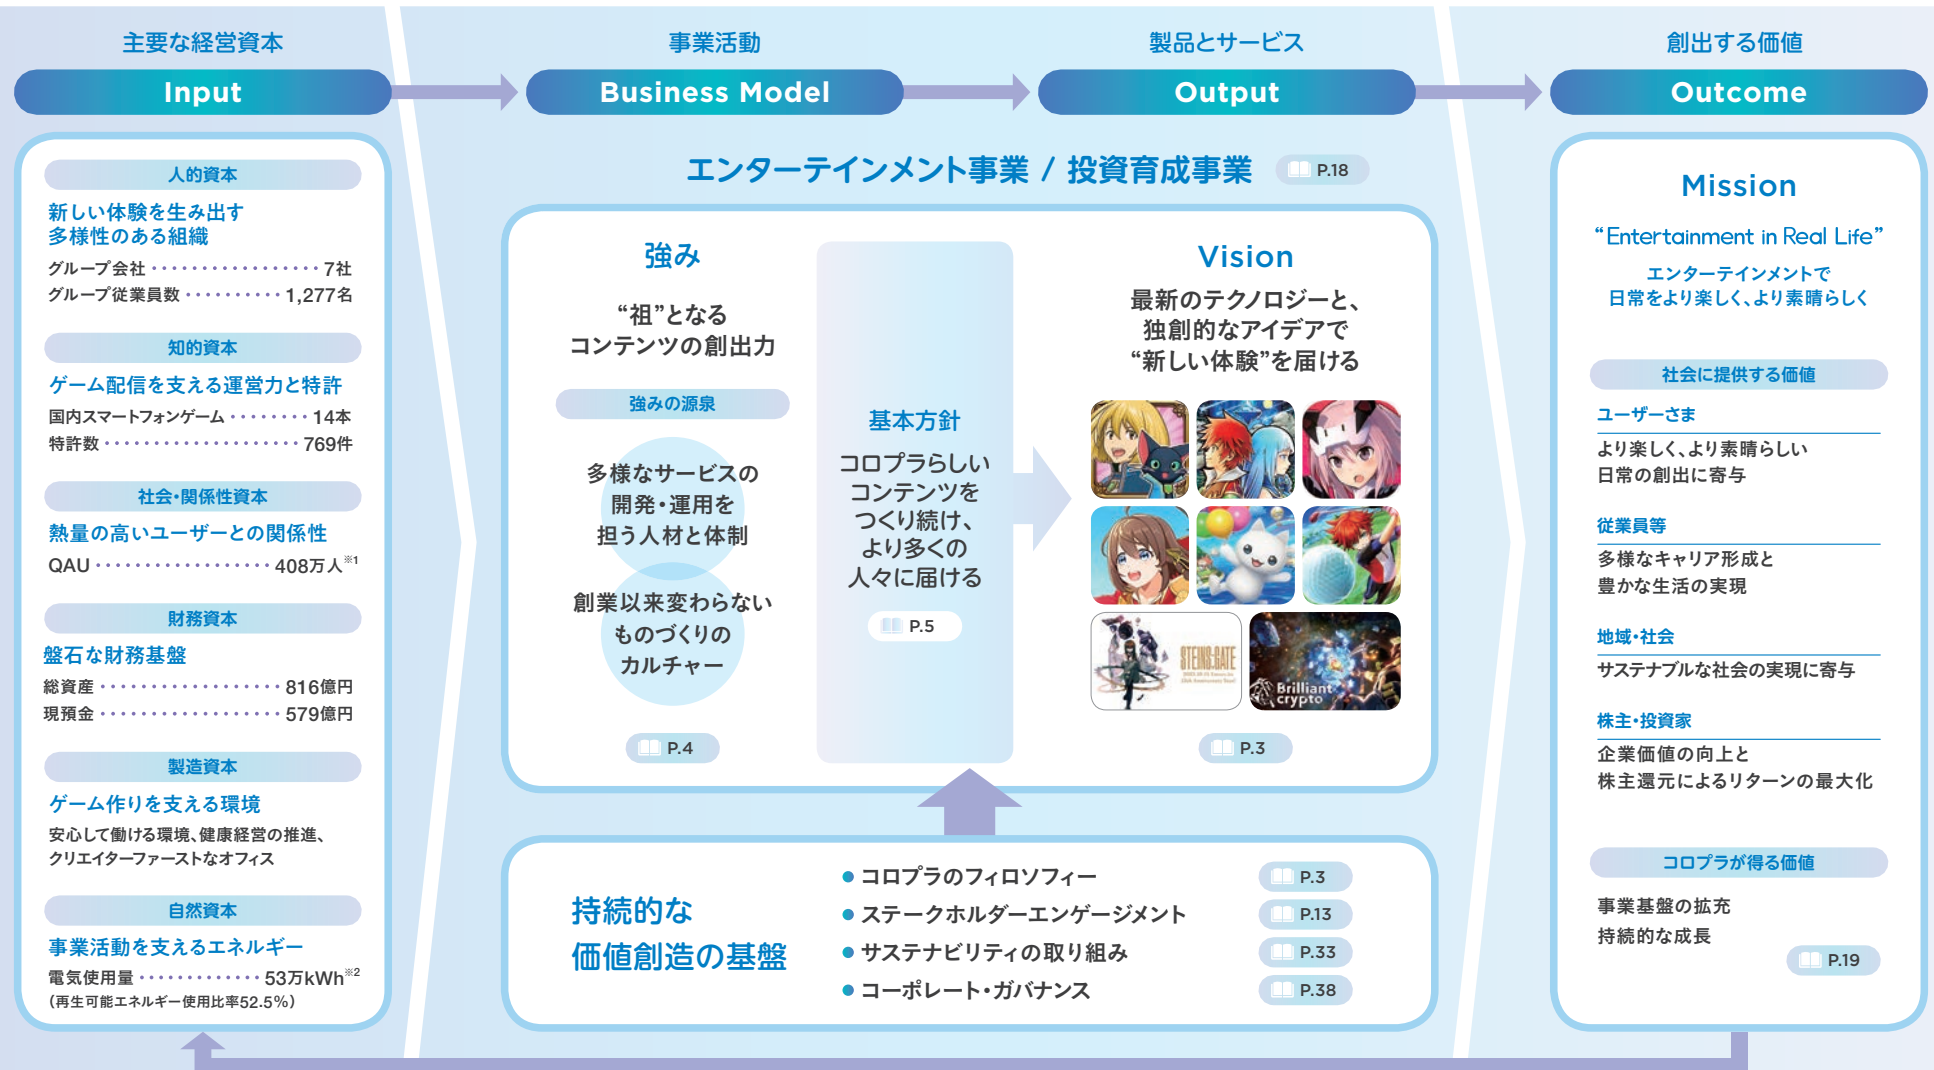 主要な経営資本
Input
人的資本
新しい体験を生み出す
多様性のある組織
グループ会社 ················· 7社
グループ従業員数 ·········· 1,277名
知的資本
ゲーム配信を支える運営力と特許
国内スマートフォンゲーム ········ 14本
特許数 ···················· 769件
社会・関係性資本
熱量の高いユーザーとの関係性
QAU ·················· 408万人※1
財務資本
盤石な財務基盤
総資産 ·················· 816億円
現預金 ·················· 579億円
製造資本
ゲーム作りを支える環境
安心して働ける環境、健康経営の推進、
クリエイターファーストなオフィス
自然資本
事業活動を支えるエネルギー
電気使用量 ············ 53万kWh※2
（再生可能エネルギー使用比率52.5%）
事業活動
Business Model
製品とサービス
Output
エンターテインメント事業 / 投資育成事業 P.18
強み
“祖”となる
コンテンツの創出力
強みの源泉
多様なサービスの
開発・運用を
担う人材と体制
創業以来変わらない
ものづくりの
カルチャー
P.4
基本方針
コロプラらしい
コンテンツを
つくり続け、
より多くの
人々に届ける
P.5
Vision
最新のテクノロジーと、
独創的なアイデアで
“新しい体験”を届ける
STEINS;GATE
Brilliant
crypto
P.3
持続的な
価値創造の基盤
● コロプラのフィロソフィー P.3
● ステークホルダーエンゲージメント P.13
● サステナビリティの取り組み P.33
● コーポレート・ガバナンス P.38
創出する価値
Outcome
Mission
“Entertainment in Real Life”
エンターテインメントで
日常をより楽しく、より素晴らしく
社会に提供する価値
ユーザーさま
より楽しく、より素晴らしい
日常の創出に寄与
従業員等
多様なキャリア形成と
豊かな生活の実現
地域・社会
サステナブルな社会の実現に寄与
株主・投資家
企業価値の向上と
株主還元によるリターンの最大化
コロプラが得る価値
事業基盤の拡充
持続的な成長
P.19